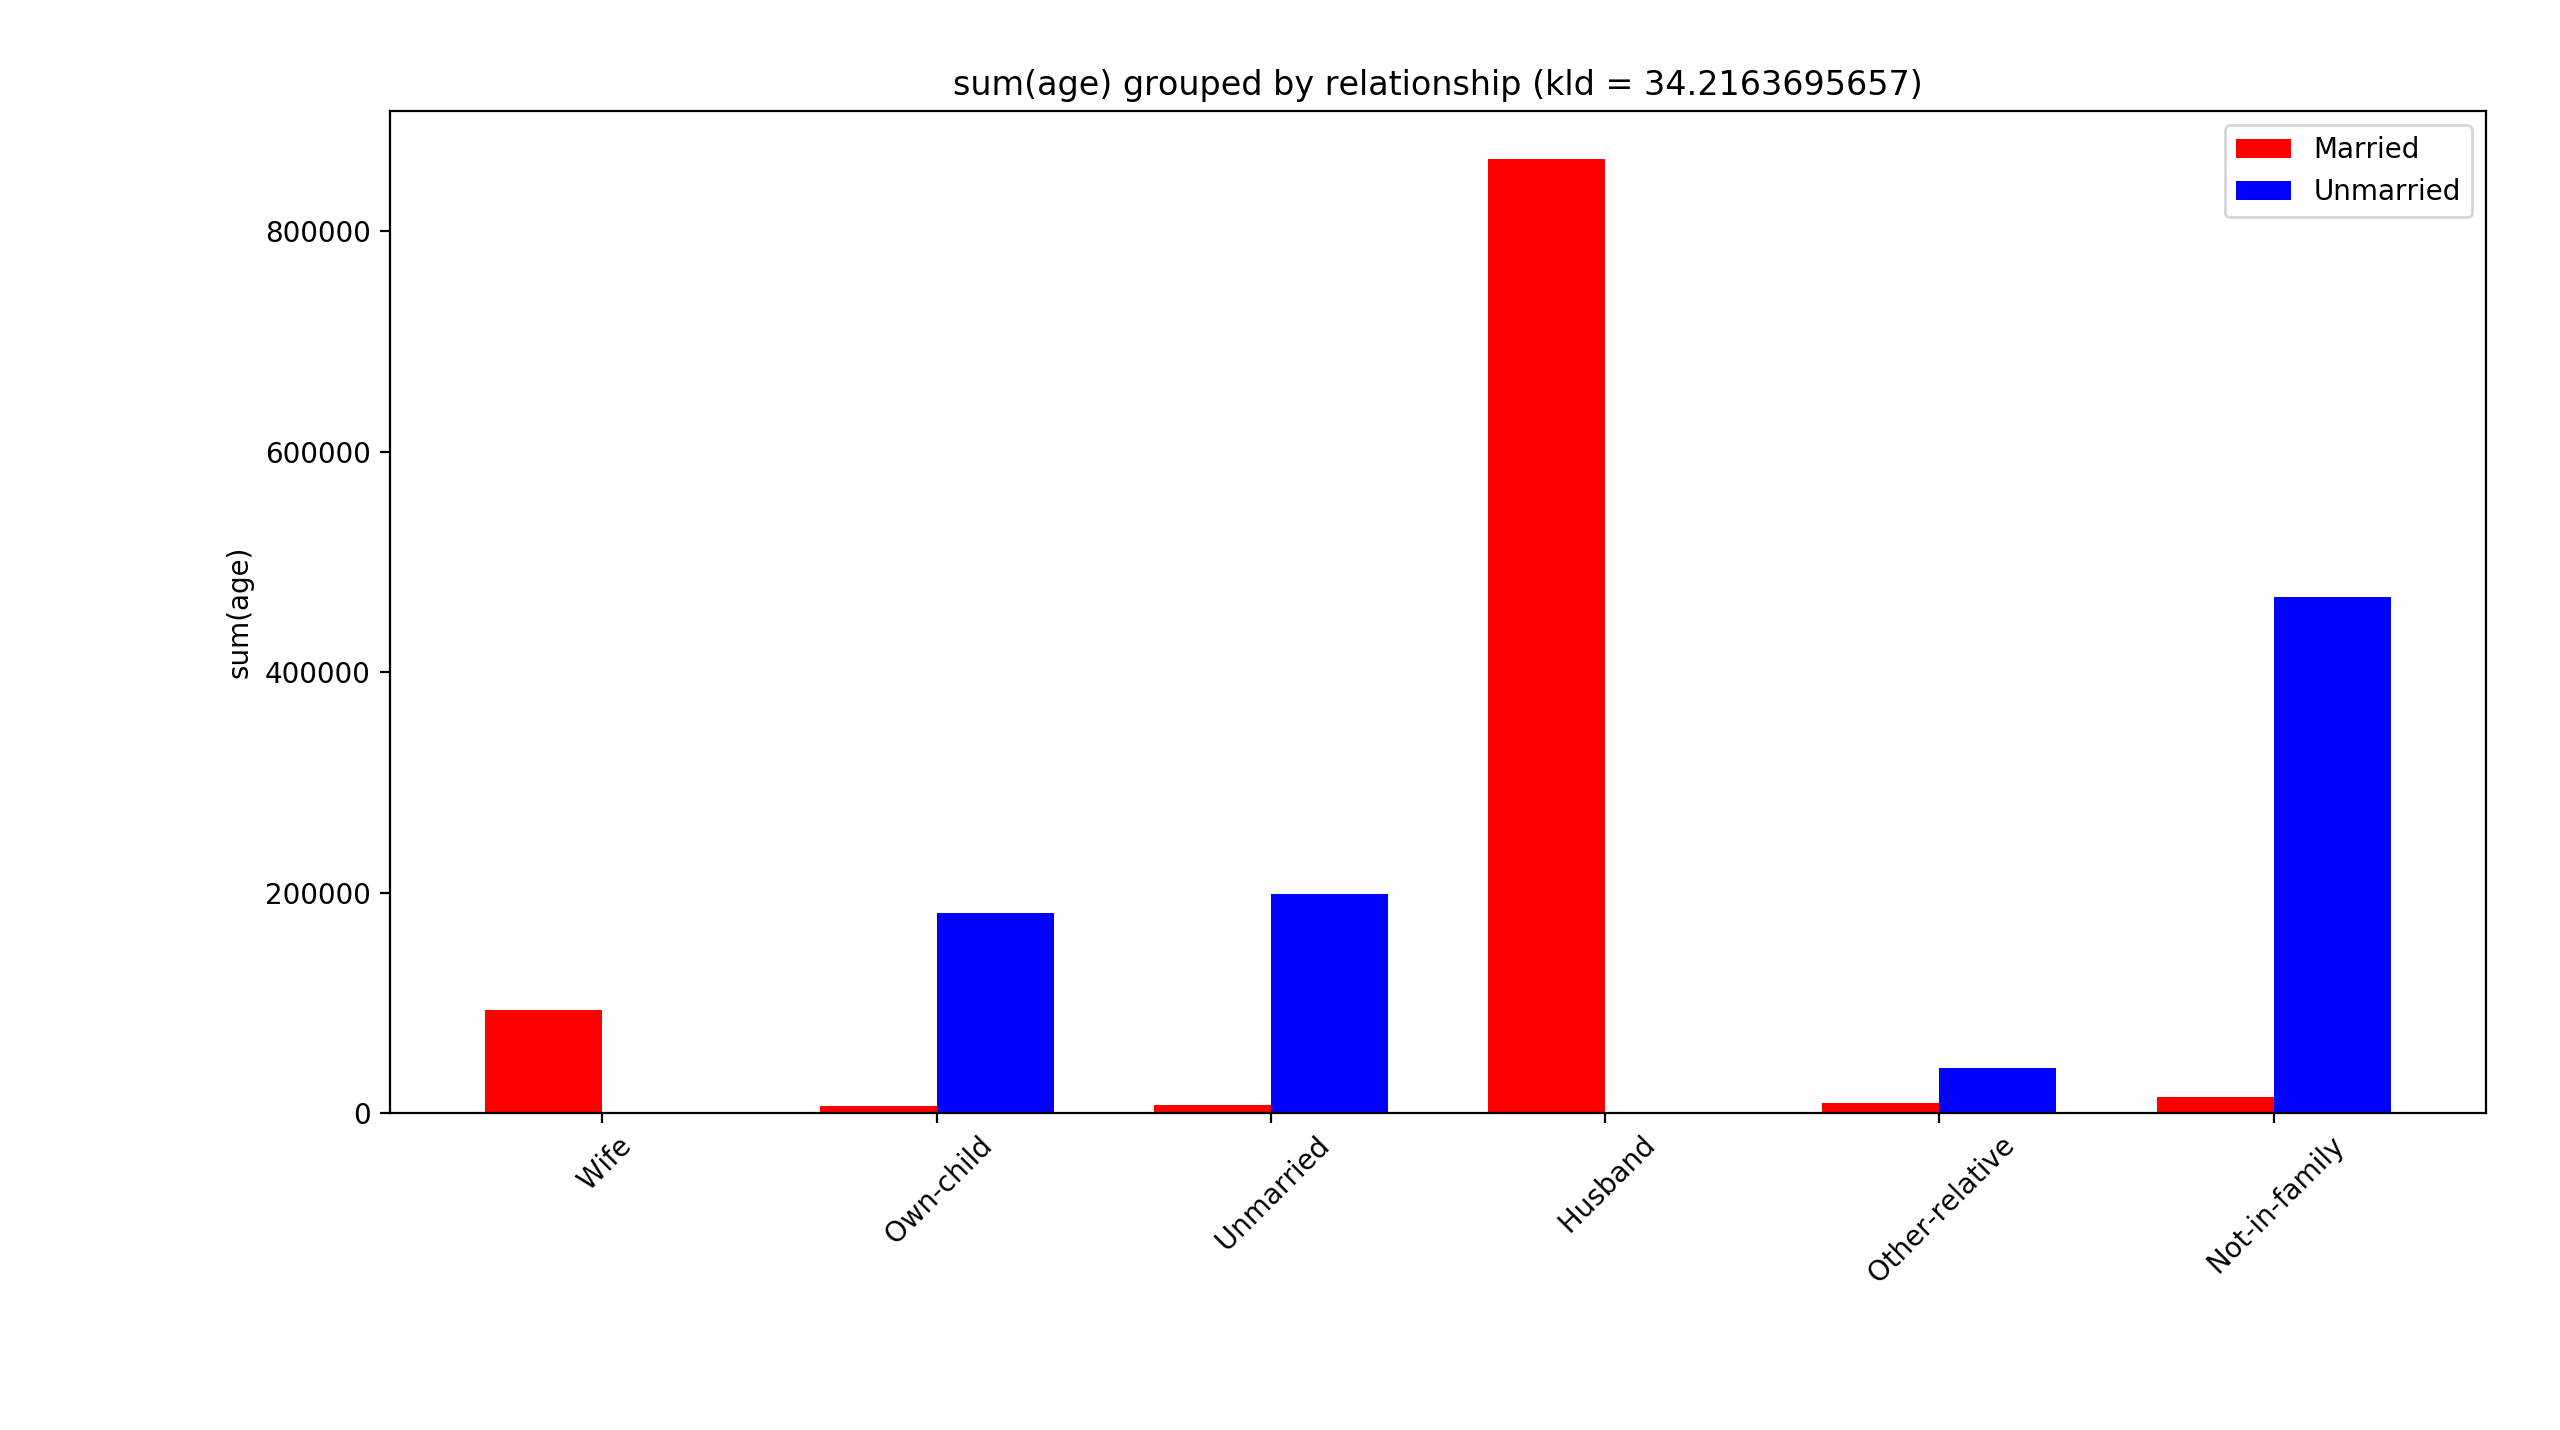 sum(age) grouped by relationship (kld = 34.2163695657)
Married
Unmarried
800000
600000
400000
200000
0
sum(age)
Wife
Own-child
Unmarried
Husband
Other-relative
Not-in-family